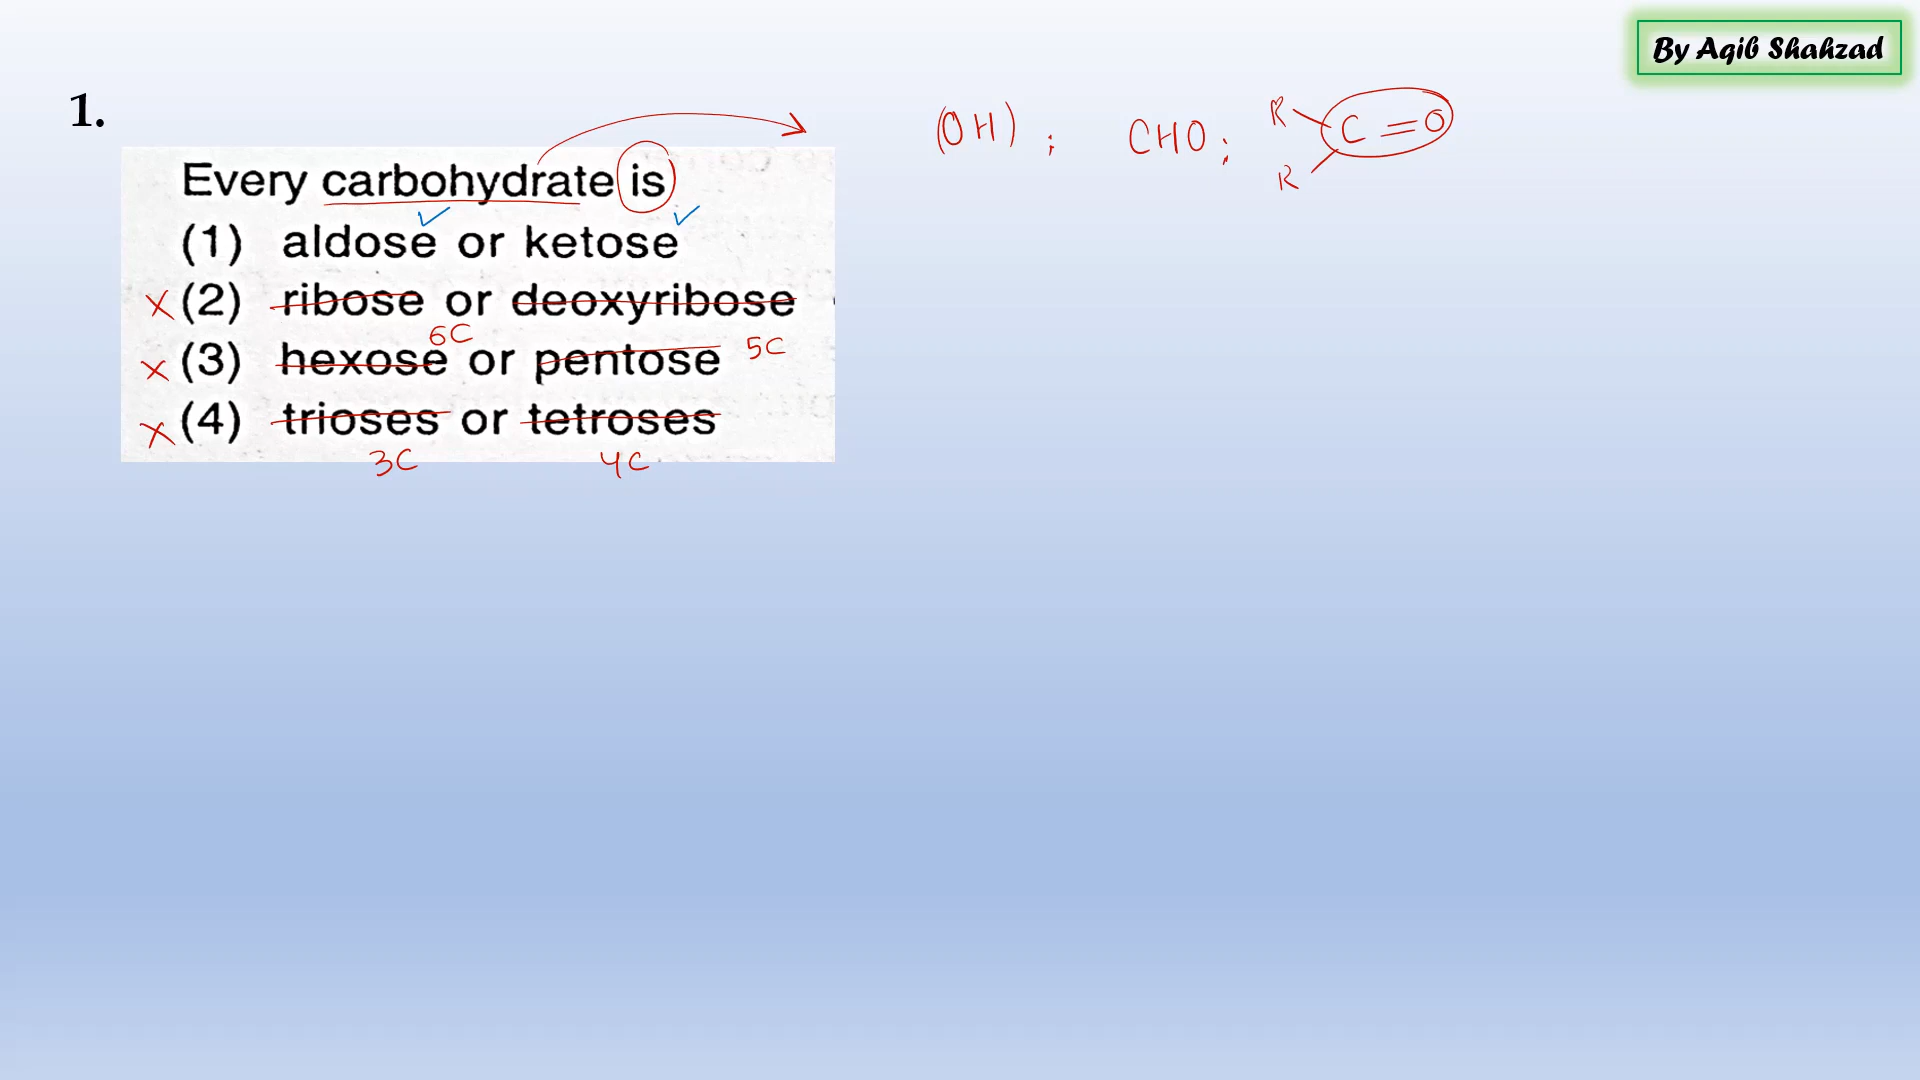 By Aqib Shahzad
1.
(OH) ; CHO; R R C=O
Every carbohydrate is
(1) aldose or ketose
x (2) ribose or deoxyribose
6C
x (3) hexose or pentose 5C
x (4) trioses or tetroses
3C 4C